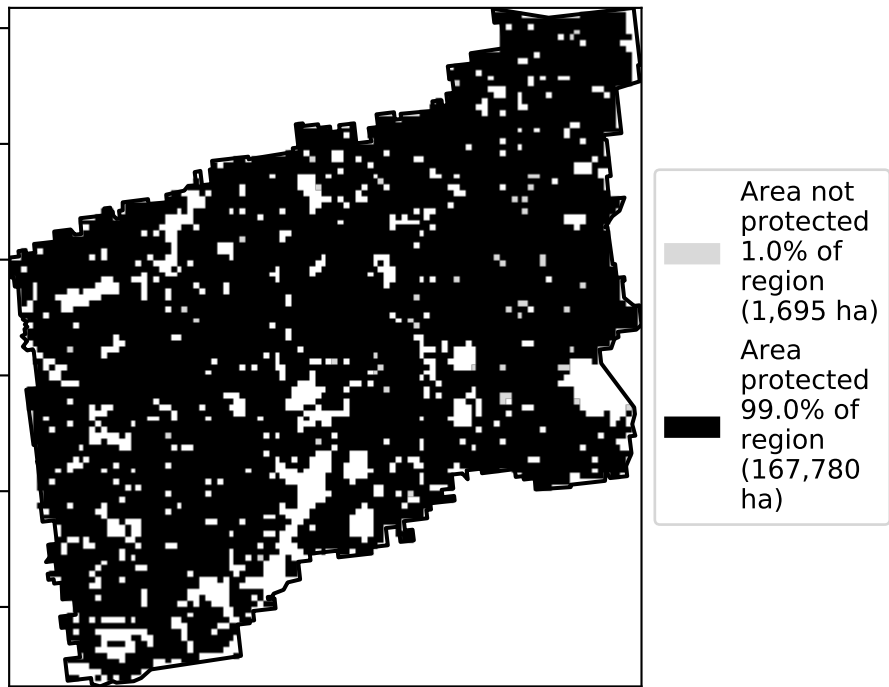 Area not
protected
1.0% of
region
(1,695 ha)
Area
protected
99.0% of
region
(167,780
ha)